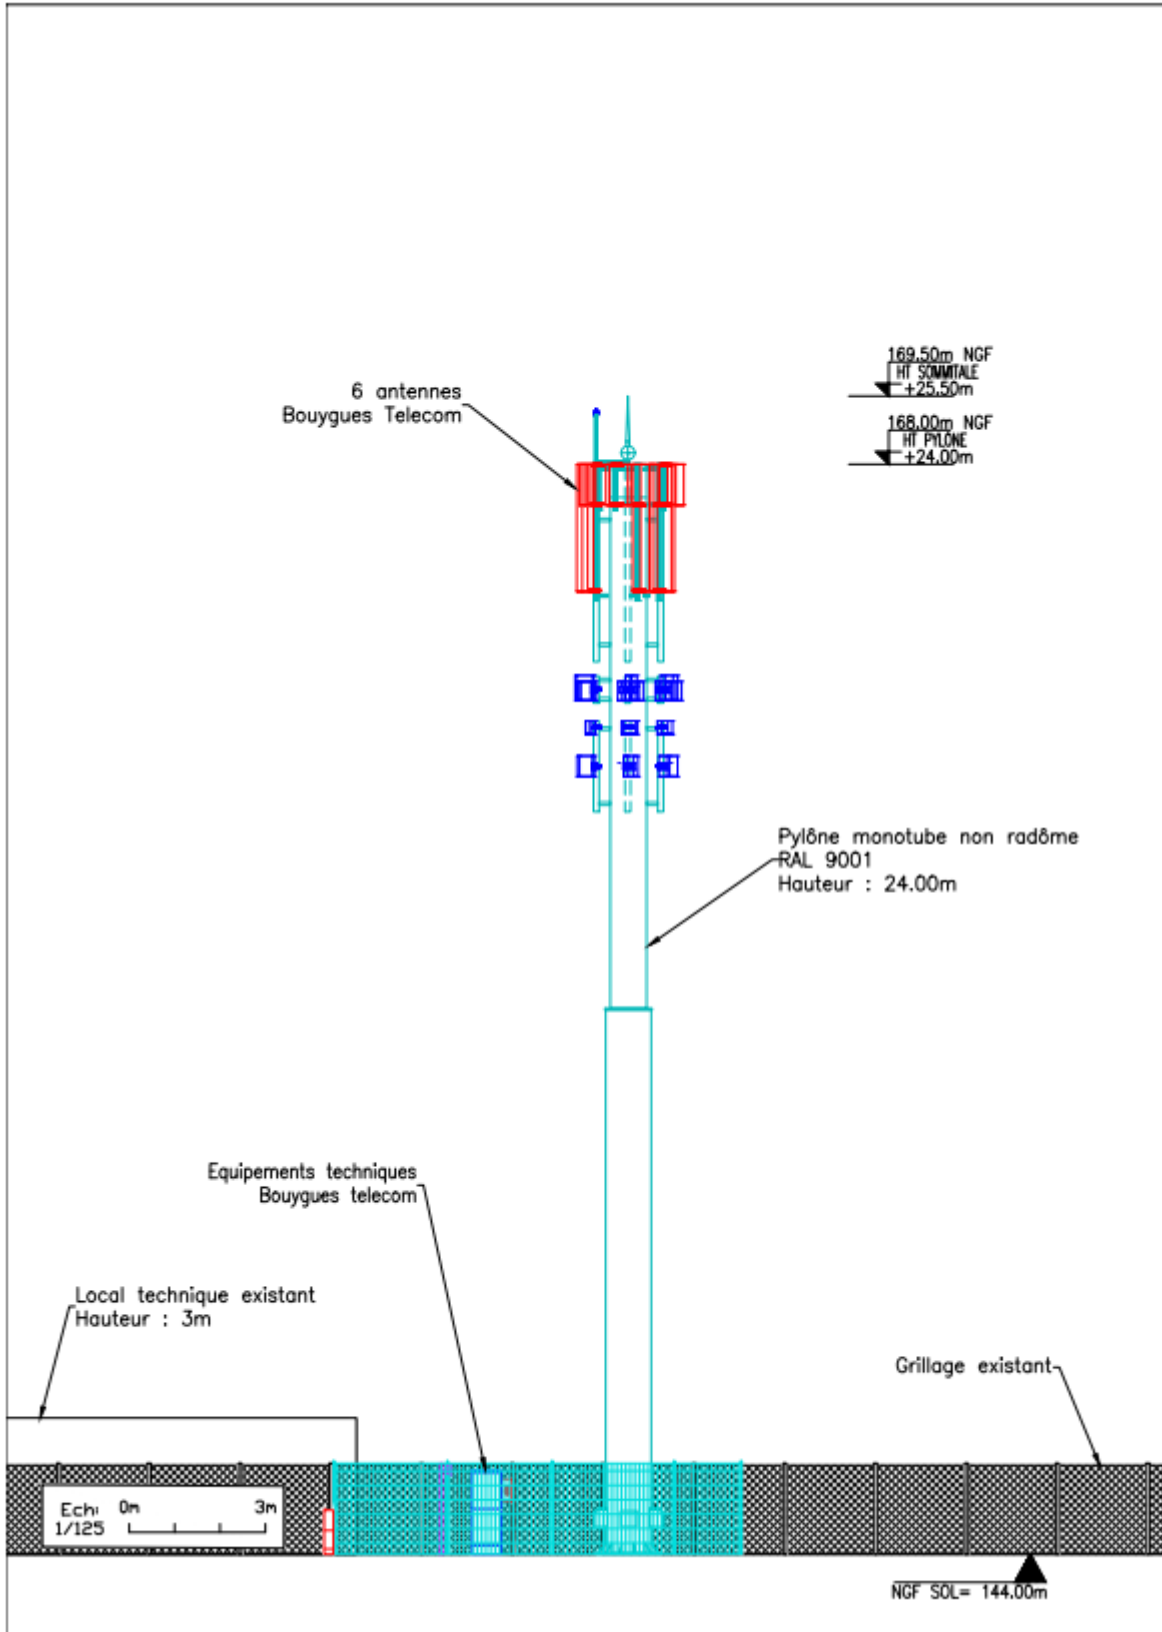 169.50m NGF
HT SOMMITALE
+25.50m
6 antennes
Bouygues Telecom
168.00m NGF
HT PYLONE
+24.00m
Pylône monotube non radôme
RAL 9001
Hauteur : 24.00m
Equipements techniques
Bouygues telecom
Local technique existant
Hauteur : 3m
Grillage existant
Ech:
1/125
0m
3m
NGF SOL= 144.00m